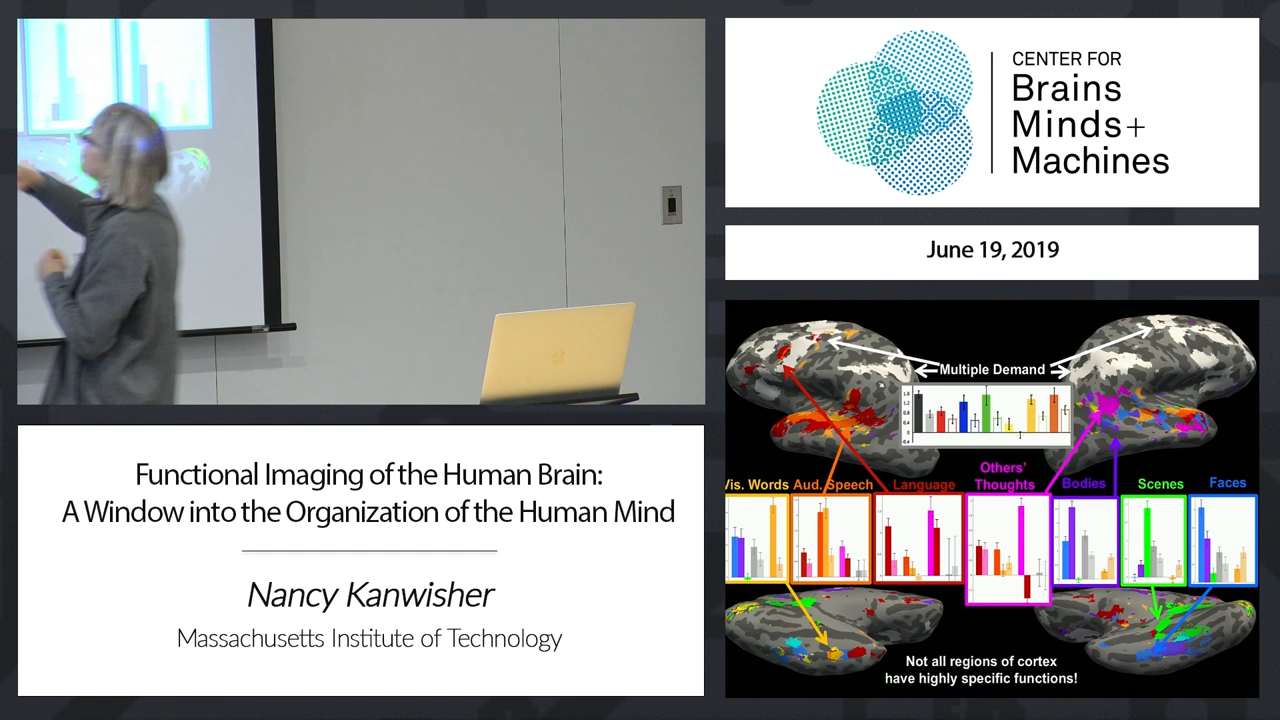 CENTER FOR
Brains
Minds+
Machines
June 19, 2019
Functional Imaging of the Human Brain:
A Window into the Organization of the Human Mind
Nancy Kanwisher
Massachusetts Institute of Technology
Multiple Demand
Vis. Words
Aud. Speech
Language
Others'
Thoughts
Bodies
Scenes
Faces
Not all regions of cortex
have highly specific functions!